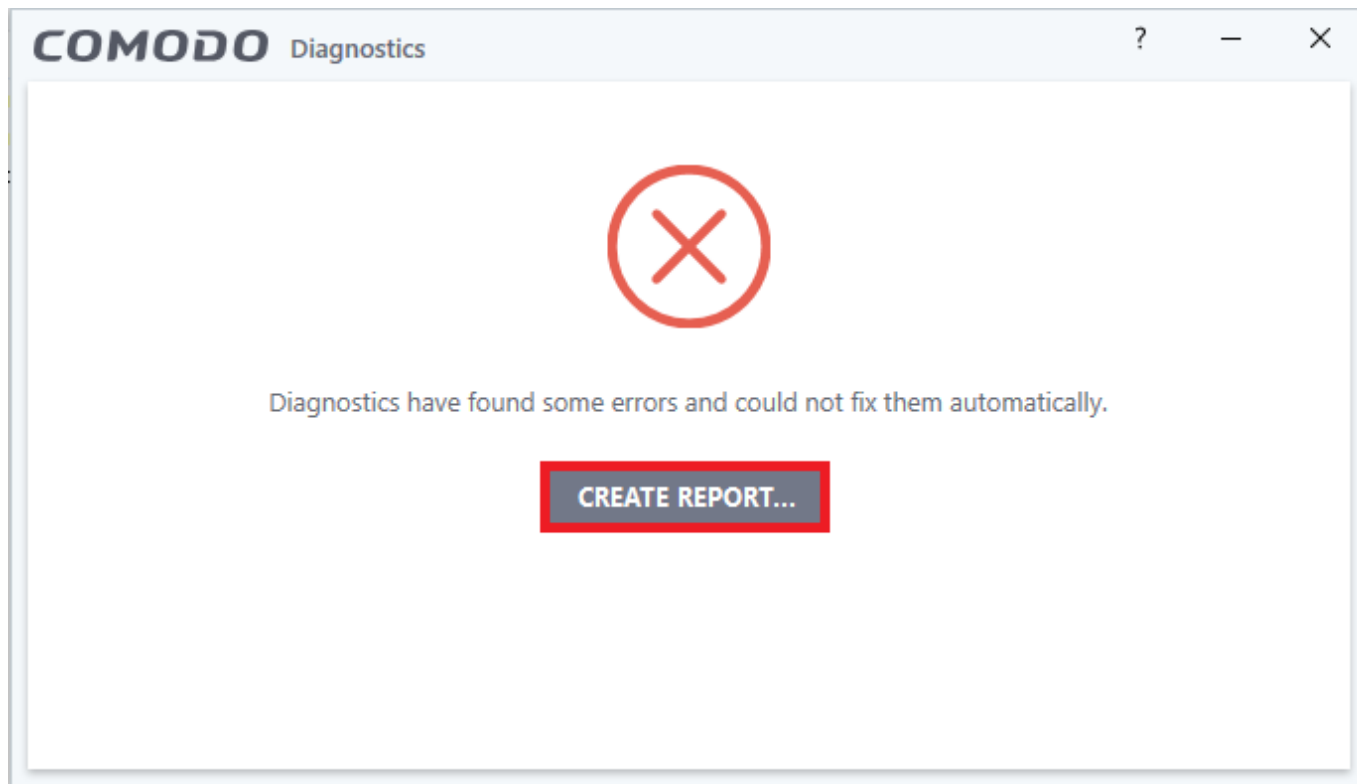 COMODO Diagnostics ?
Diagnostics have found some errors and could not fix them automatically.
CREATE REPORT...